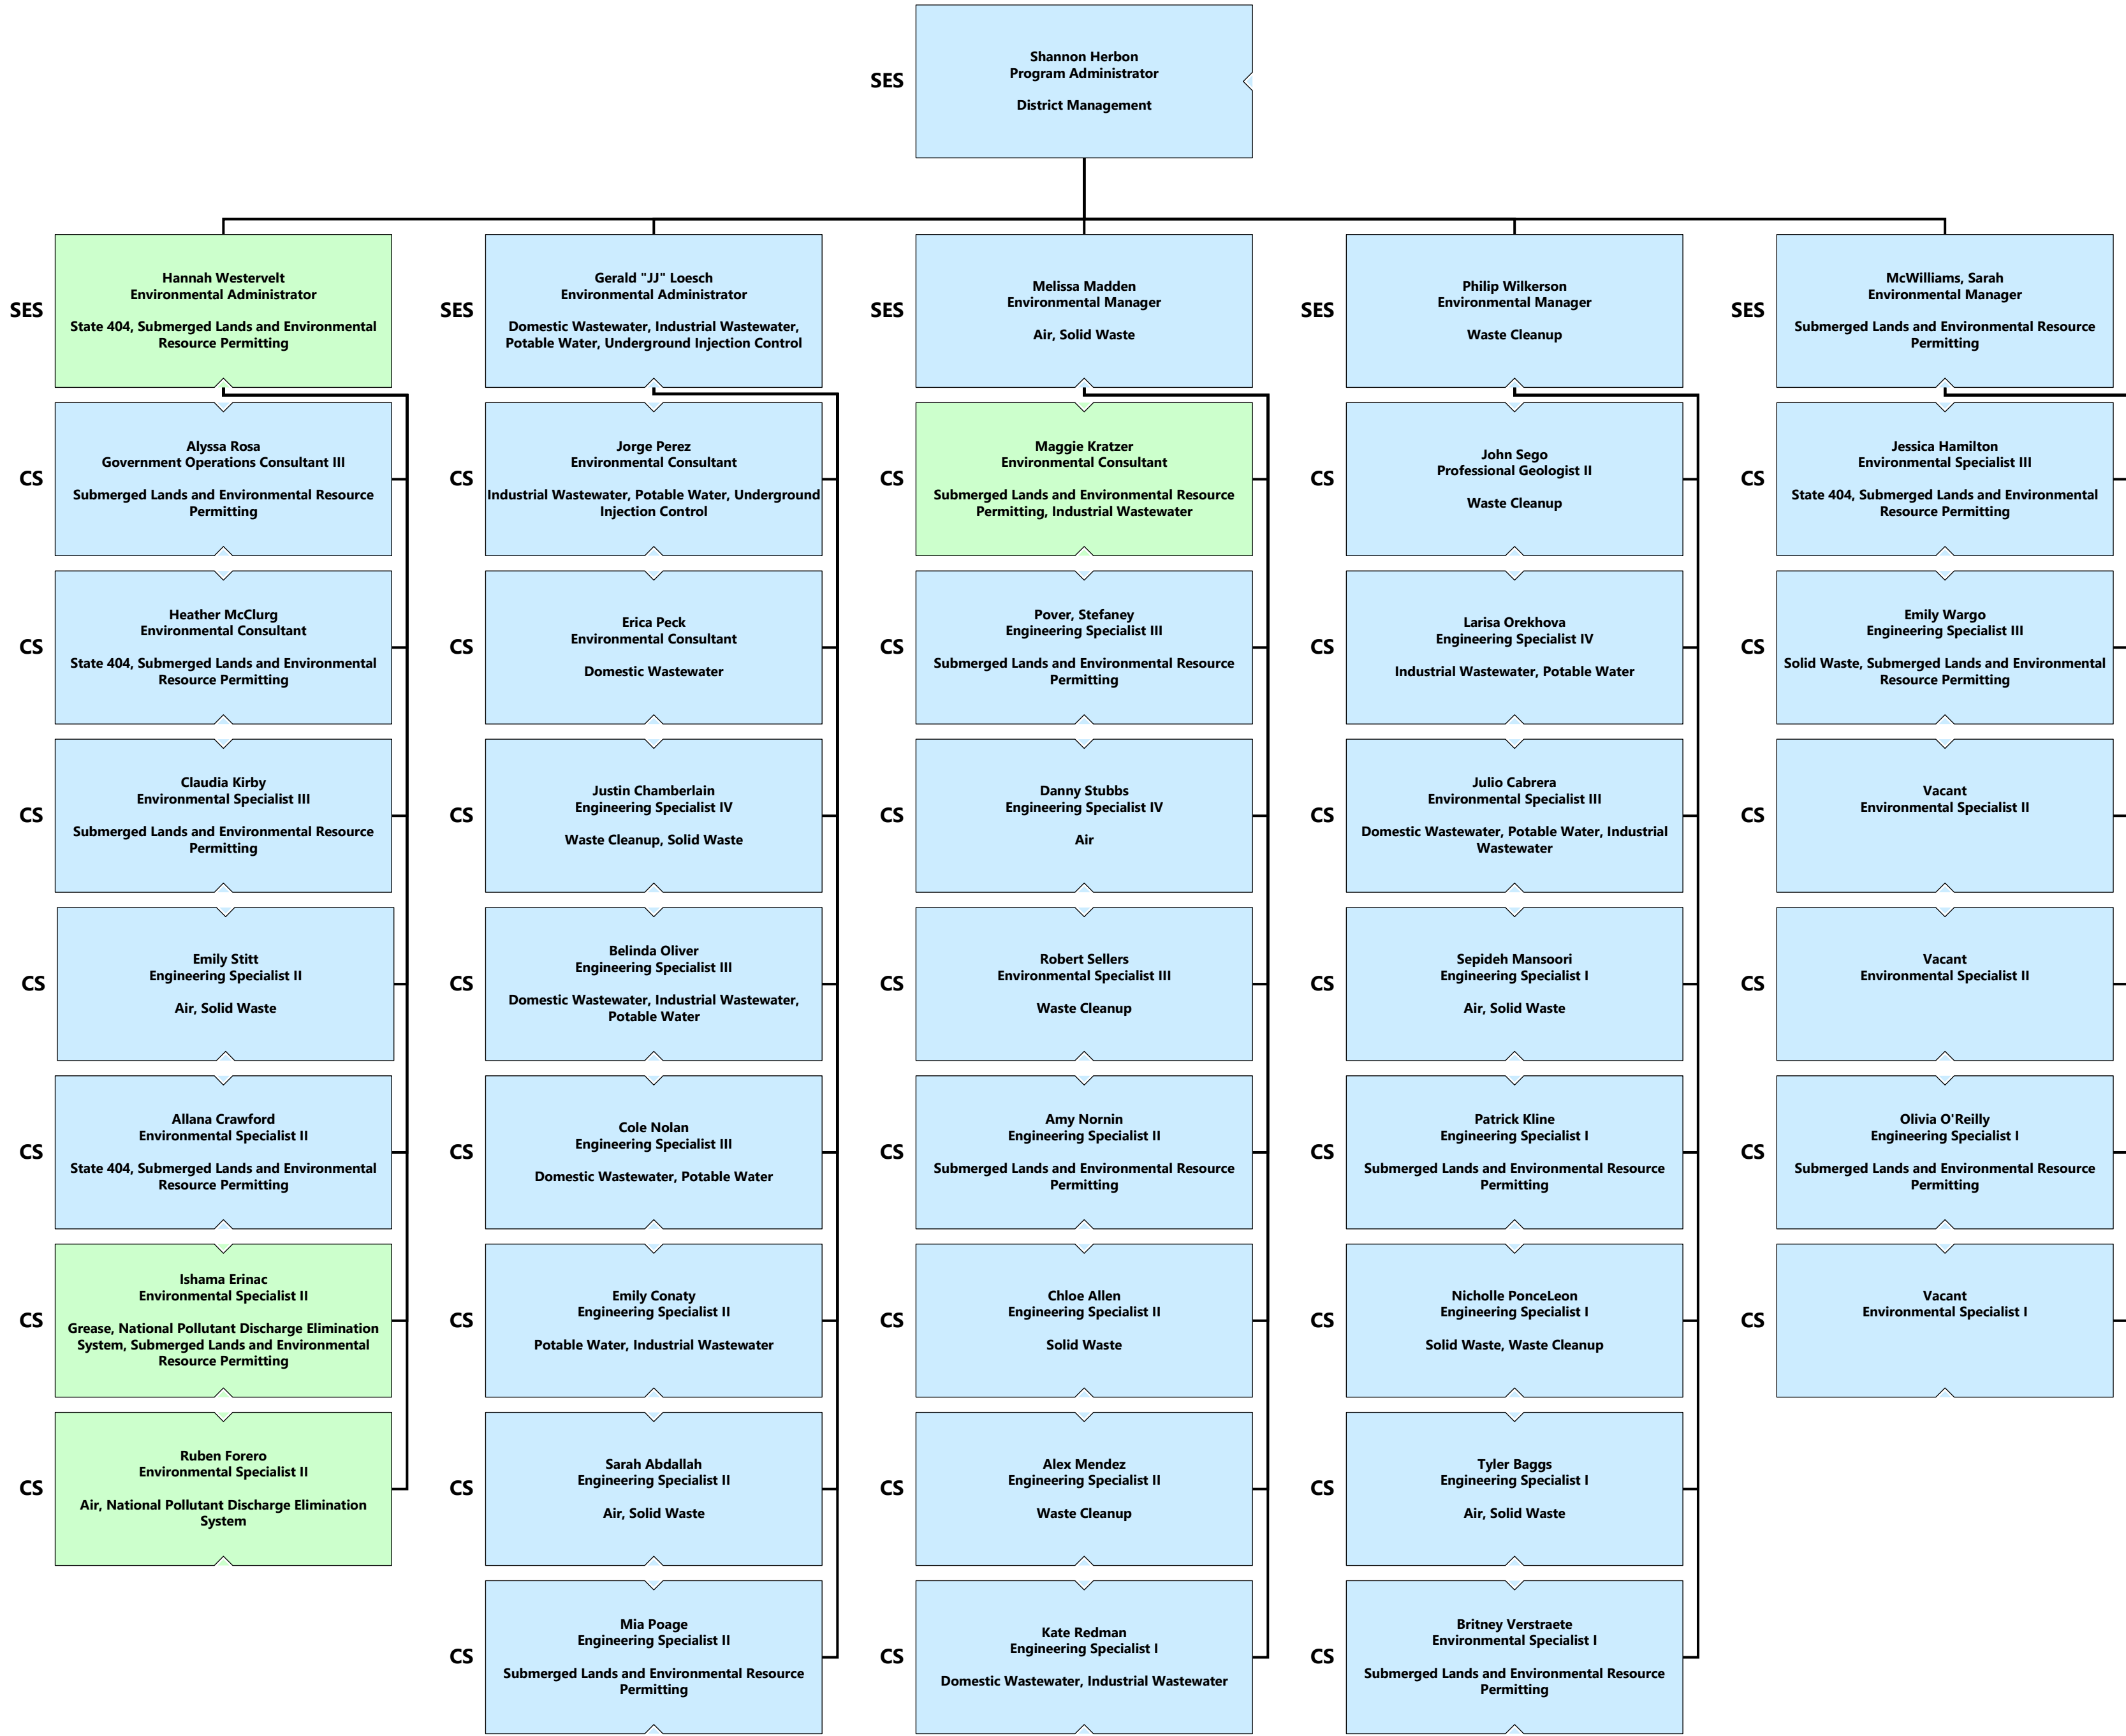 SES
Shannon Herbon
Program Administrator
District Management
SES
Hannah Westervelt
Environmental Administrator
State 404, Submerged Lands and Environmental
Resource Permitting
CS
Alyssa Rosa
Government Operations Consultant III
Submerged Lands and Environmental Resource
Permitting
CS
Heather McClurg
Environmental Consultant
State 404, Submerged Lands and Environmental
Resource Permitting
CS
Claudia Kirby
Environmental Specialist III
Submerged Lands and Environmental Resource
Permitting
CS
Emily Stitt
Engineering Specialist II
Air, Solid Waste
CS
Allana Crawford
Environmental Specialist II
State 404, Submerged Lands and Environmental
Resource Permitting
CS
Ishama Erinac
Environmental Specialist II
Grease, National Pollutant Discharge Elimination
System, Submerged Lands and Environmental
Resource Permitting
CS
Ruben Forero
Environmental Specialist II
Air, National Pollutant Discharge Elimination
System
SES
Gerald "JJ" Loesch
Environmental Administrator
Domestic Wastewater, Industrial Wastewater,
Potable Water, Underground Injection Control
CS
Jorge Perez
Environmental Consultant
Industrial Wastewater, Potable Water, Underground
Injection Control
CS
Erica Peck
Environmental Consultant
Domestic Wastewater
CS
Justin Chamberlain
Engineering Specialist IV
Waste Cleanup, Solid Waste
CS
Belinda Oliver
Engineering Specialist III
Domestic Wastewater, Industrial Wastewater,
Potable Water
CS
Cole Nolan
Engineering Specialist III
Domestic Wastewater, Potable Water
CS
Emily Conaty
Engineering Specialist II
Potable Water, Industrial Wastewater
CS
Sarah Abdallah
Engineering Specialist II
Air, Solid Waste
CS
Mia Poage
Engineering Specialist II
Submerged Lands and Environmental Resource
Permitting
SES
Melissa Madden
Environmental Manager
Air, Solid Waste
CS
Maggie Kratzer
Environmental Consultant
Submerged Lands and Environmental Resource
Permitting, Industrial Wastewater
CS
Pover, Stefaney
Engineering Specialist III
Submerged Lands and Environmental Resource
Permitting
CS
Danny Stubbs
Engineering Specialist IV
Air
CS
Robert Sellers
Environmental Specialist III
Waste Cleanup
CS
Amy Nornin
Engineering Specialist II
Submerged Lands and Environmental Resource
Permitting
CS
Chloe Allen
Engineering Specialist II
Solid Waste
CS
Alex Mendez
Engineering Specialist II
Waste Cleanup
CS
Kate Redman
Engineering Specialist I
Domestic Wastewater, Industrial Wastewater
SES
Philip Wilkerson
Environmental Manager
Waste Cleanup
CS
John Sego
Professional Geologist II
Waste Cleanup
CS
Larisa Orekhova
Engineering Specialist IV
Industrial Wastewater, Potable Water
CS
Julio Cabrera
Environmental Specialist III
Domestic Wastewater, Potable Water, Industrial
Wastewater
CS
Sepideh Mansoori
Engineering Specialist I
Air, Solid Waste
CS
Patrick Kline
Engineering Specialist I
Submerged Lands and Environmental Resource
Permitting
CS
Nicholle PonceLeon
Engineering Specialist I
Solid Waste, Waste Cleanup
CS
Tyler Baggs
Engineering Specialist I
Air, Solid Waste
CS
Britney Verstraete
Environmental Specialist I
Submerged Lands and Environmental Resource
Permitting
SES
McWilliams, Sarah
Environmental Manager
Submerged Lands and Environmental Resource
Permitting
CS
Jessica Hamilton
Environmental Specialist III
State 404, Submerged Lands and Environmental
Resource Permitting
CS
Emily Wargo
Engineering Specialist III
Solid Waste, Submerged Lands and Environmental
Resource Permitting
CS
Vacant
Environmental Specialist II
CS
Vacant
Environmental Specialist II
CS
Olivia O'Reilly
Engineering Specialist I
Submerged Lands and Environmental Resource
Permitting
CS
Vacant
Environmental Specialist I